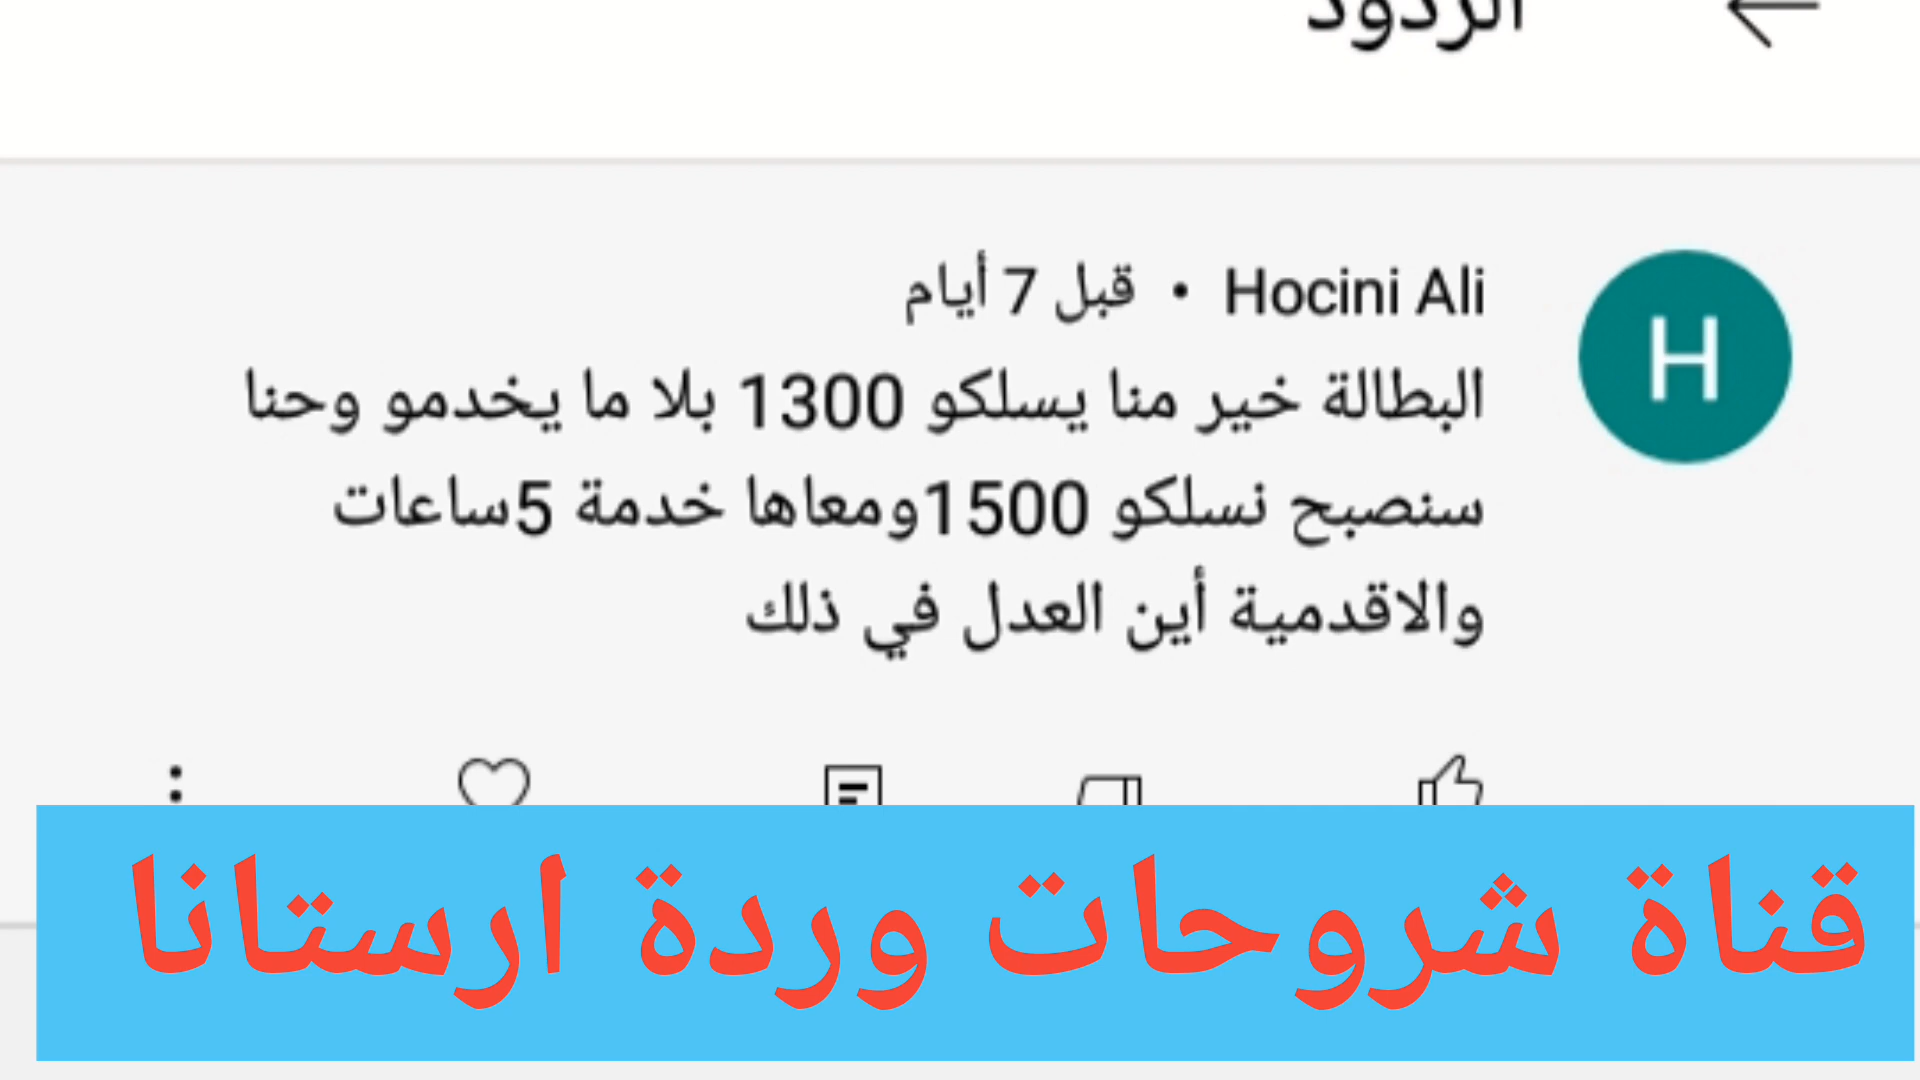 الردود
Hocini Ali • قبل 7 أيام
H
البطالة خير منا يسلكو 1300 بلا ما يخدمو وحنا
سنصبح نسلكو 1500ومعاها خدمة 5ساعات
والاقدمية أين العدل في ذلك
قناة شروحات وردة ارستانا